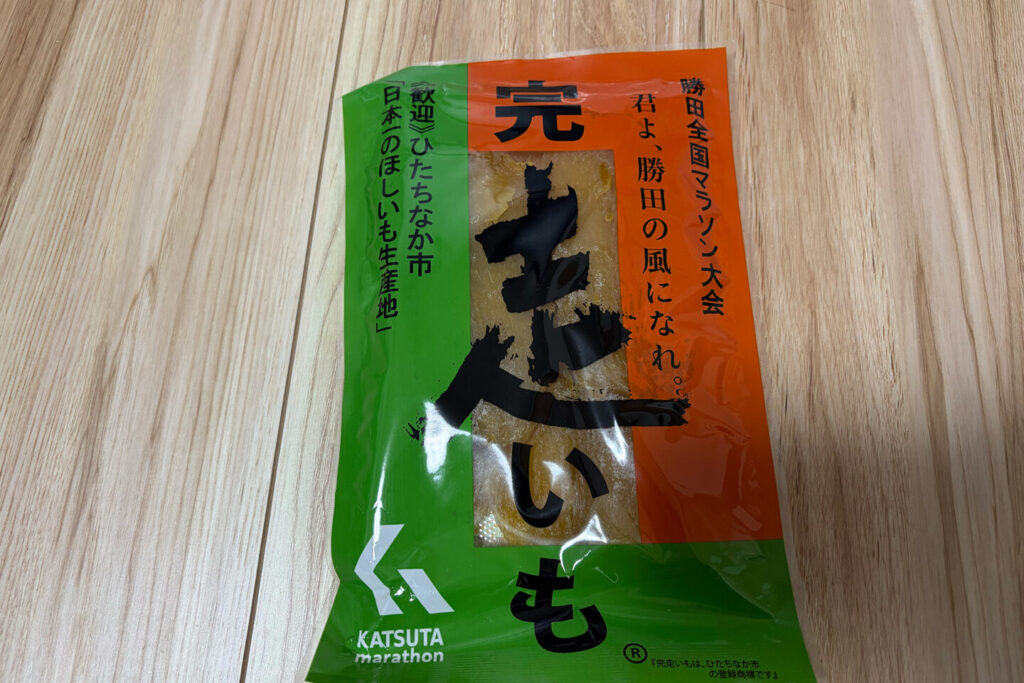 勝田全国マラソン大会
君よ、勝田の風になれ。
完走いも
《歓迎》ひたちなか市
「日本一のほしいも生産地」
KATSUTA
marathon
®
『完走いもは、ひたちなか市
の登録商標です』